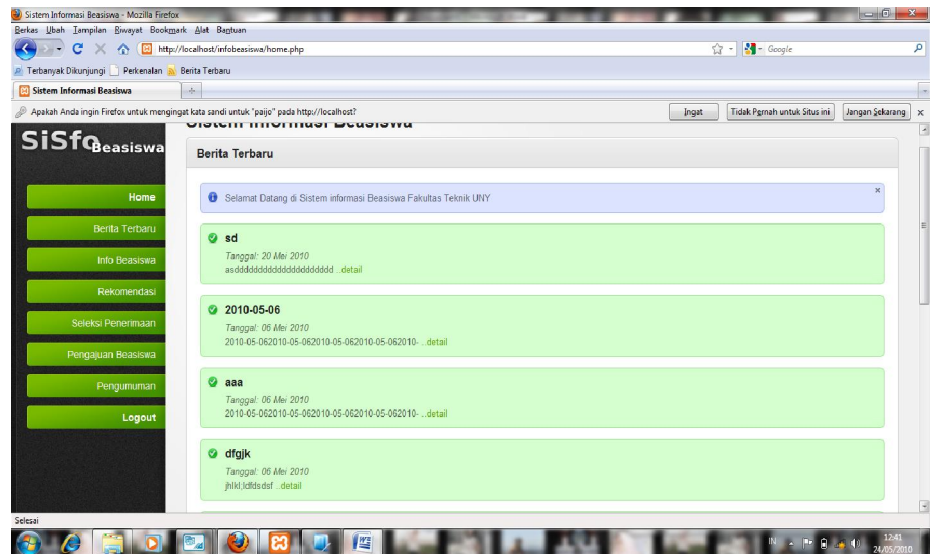 Sistem Informasi Beasiswa - Mozilla Firefox
Berkas Ubah Tampilan Riwayat Bookmark Alat Bantuan
http://localhost/infobeasiswa/home.php
Google
Terbanyak Dikunjungi Perkenalan Berita Terbaru
Sistem Informasi Beasiswa
Apakah Anda ingin Firefox untuk mengingat kata sandi untuk "paijo" pada http://localhost? Ingat Tidak Pernah untuk Situs ini Jangan Sekarang
Sistem Informasi Beasiswa
SiSfo Beasiswa
Home
Berita Terbaru
Info Beasiswa
Rekomendasi
Seleksi Penerimaan
Pengajuan Beasiswa
Pengumuman
Logout
Berita Terbaru
Selamat Datang di Sistem informasi Beasiswa Fakultas Teknik UNY
sd
Tanggal: 20 Mei 2010
...detail
2010-05-06
Tanggal: 06 Mei 2010
2010-05-062010-05-062010-05-062010-05-062010- ...detail
aaa
Tanggal: 06 Mei 2010
2010-05-062010-05-062010-05-062010-05-062010- ...detail
dfgjk
Tanggal: 06 Mei 2010
...detail
Selesai
IN
12:41
24/05/2010